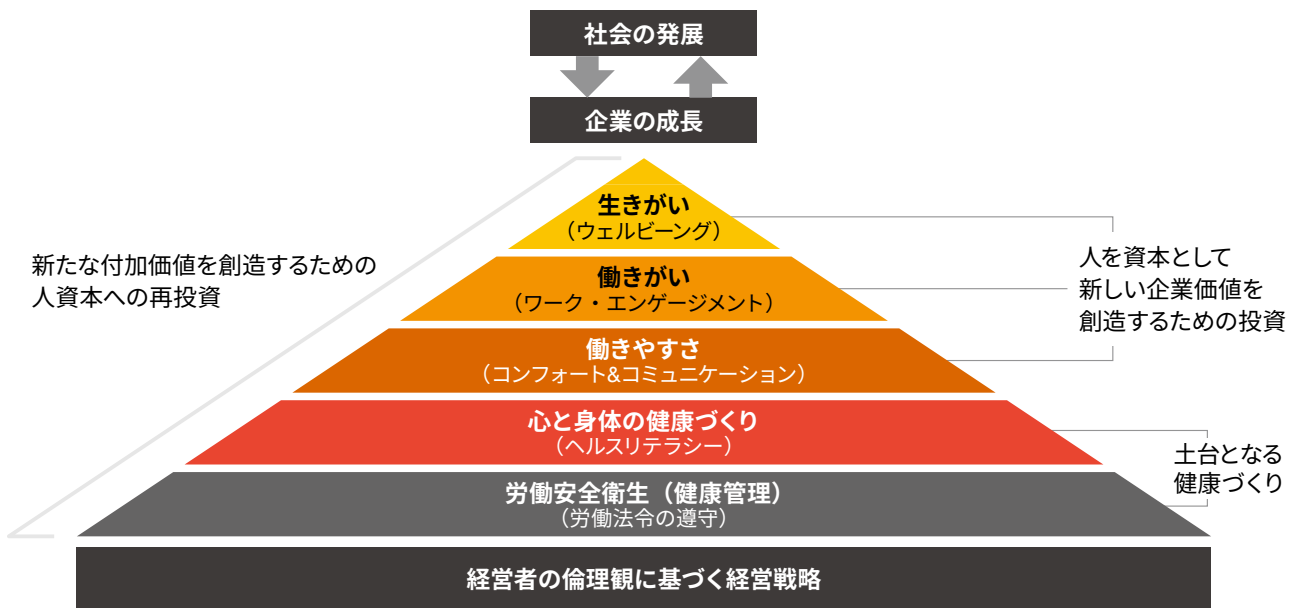 社会の発展
企業の成長
生きがい
（ウェルビーング）
働きがい
（ワーク・エンゲージメント）
働きやすさ
（コンフォート&コミュニケーション）
心と身体の健康づくり
（ヘルスリテラシー）
労働安全衛生（健康管理）
（労働法令の遵守）
経営者の倫理観に基づく経営戦略
新たな付加価値を創造するための
人資本への再投資
人を資本として
新しい企業価値を
創造するための投資
土台となる
健康づくり